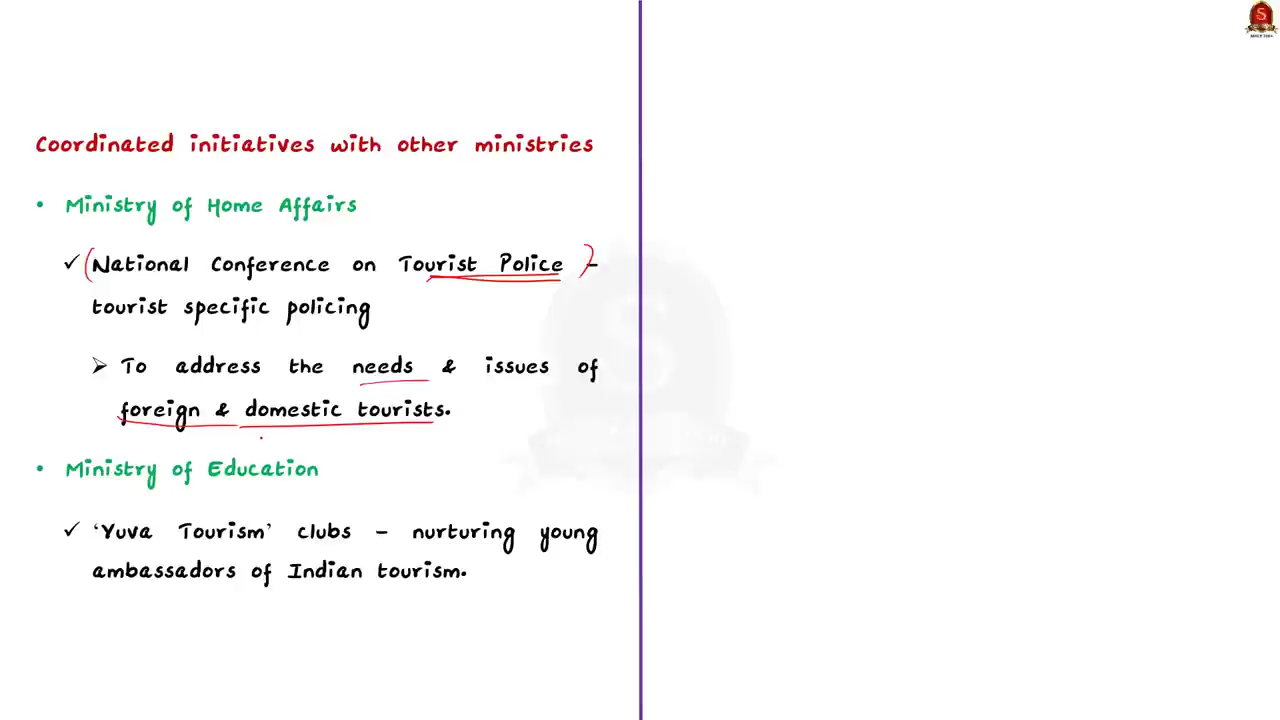 Coordinated initiatives with other ministries
• Ministry of Home Affairs
✓ National Conference on Tourist Police –
tourist specific policing
➢ To address the needs & issues of
foreign & domestic tourists.
• Ministry of Education
✓ ‘Yuva Tourism’ clubs – nurturing young
ambassadors of Indian tourism.